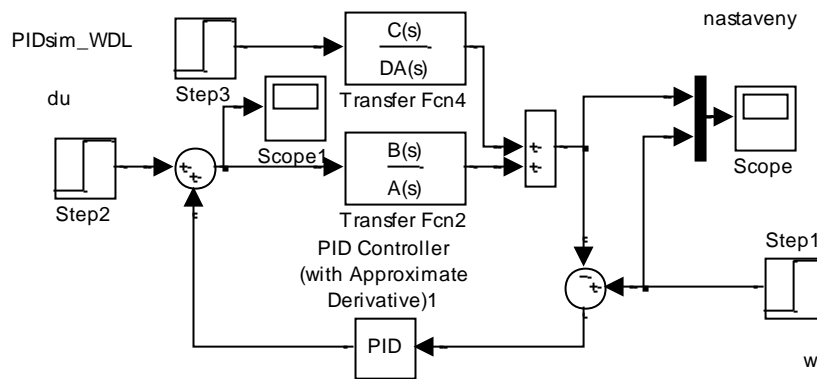 nastaveny
PIDsim_WDL
C(s)
DA(s)
Step3
Transfer Fcn4
du
Scope1
Scope
B(s)
A(s)
Step2
Transfer Fcn2
Step1
PID Controller
(with Approximate
Derivative)1
PID
w